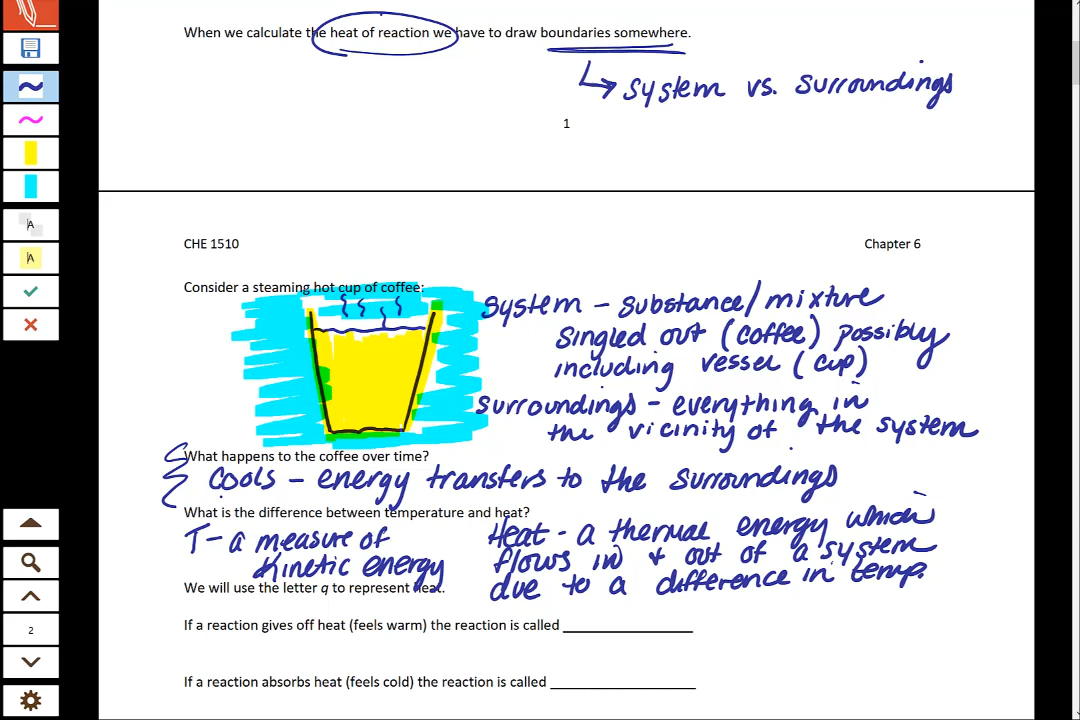 When we calculate the heat of reaction we have to draw boundaries somewhere.
system vs. surroundings
1
CHE 1510
Chapter 6
Consider a steaming hot cup of coffee:
system - substance/mixture
singled out (coffee) possibly
including vessel (cup)
surroundings - everything in
the vicinity of the system
What happens to the coffee over time?
cools - energy transfers to the surroundings
What is the difference between temperature and heat?
T- a measure of
kinetic energy
Heat - a thermal energy which
flows in + out of a system
due to a difference in temp.
We will use the letter q to represent heat.
If a reaction gives off heat (feels warm) the reaction is called ____________
If a reaction absorbs heat (feels cold) the reaction is called ____________
A
A
2